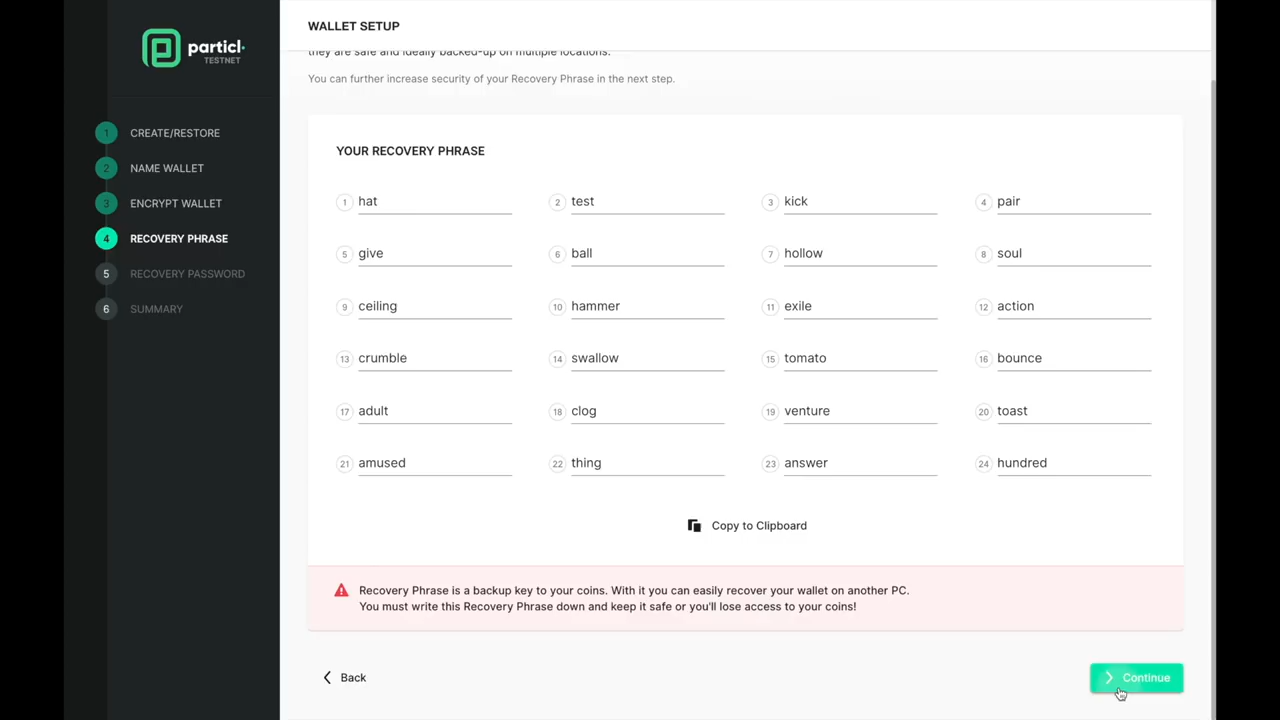 particl
TESTNET
1 CREATE/RESTORE
2 NAME WALLET
3 ENCRYPT WALLET
4 RECOVERY PHRASE
5 RECOVERY PASSWORD
6 SUMMARY
WALLET SETUP
they are safe and ideally backed-up on multiple locations.
You can further increase security of your Recovery Phrase in the next step.
YOUR RECOVERY PHRASE
1 hat 2 test 3 kick 4 pair
5 give 6 ball 7 hollow 8 soul
9 ceiling 10 hammer 11 exile 12 action
13 crumble 14 swallow 15 tomato 16 bounce
17 adult 18 clog 19 venture 20 toast
21 amused 22 thing 23 answer 24 hundred
Copy to Clipboard
Recovery Phrase is a backup key to your coins. With it you can easily recover your wallet on another PC.
You must write this Recovery Phrase down and keep it safe or you'll lose access to your coins!
Back
Continue